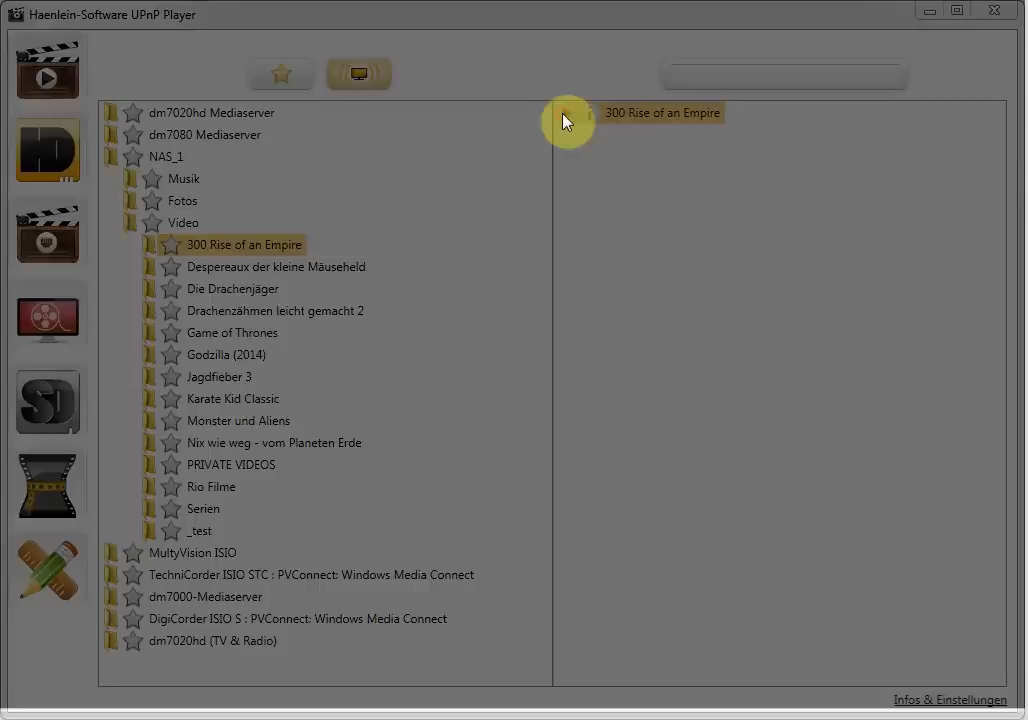 Haenlein-Software UPnP Player
HD
SD
dm7020hd Mediaserver
dm7080 Mediaserver
NAS_1
Musik
Fotos
Video
300 Rise of an Empire
Despereaux der kleine Mäuseheld
Die Drachenjäger
Drachenzähmen leicht gemacht 2
Game of Thrones
Godzilla (2014)
Jagdfieber 3
Karate Kid Classic
Monster und Aliens
Nix wie weg - vom Planeten Erde
PRIVATE VIDEOS
Rio Filme
Serien
_test
MultyVision ISIO
TechniCorder ISIO STC : PVConnect: Windows Media Connect
dm7000-Mediaserver
DigiCorder ISIO S : PVConnect: Windows Media Connect
dm7020hd (TV & Radio)
300 Rise of an Empire
Infos & Einstellungen